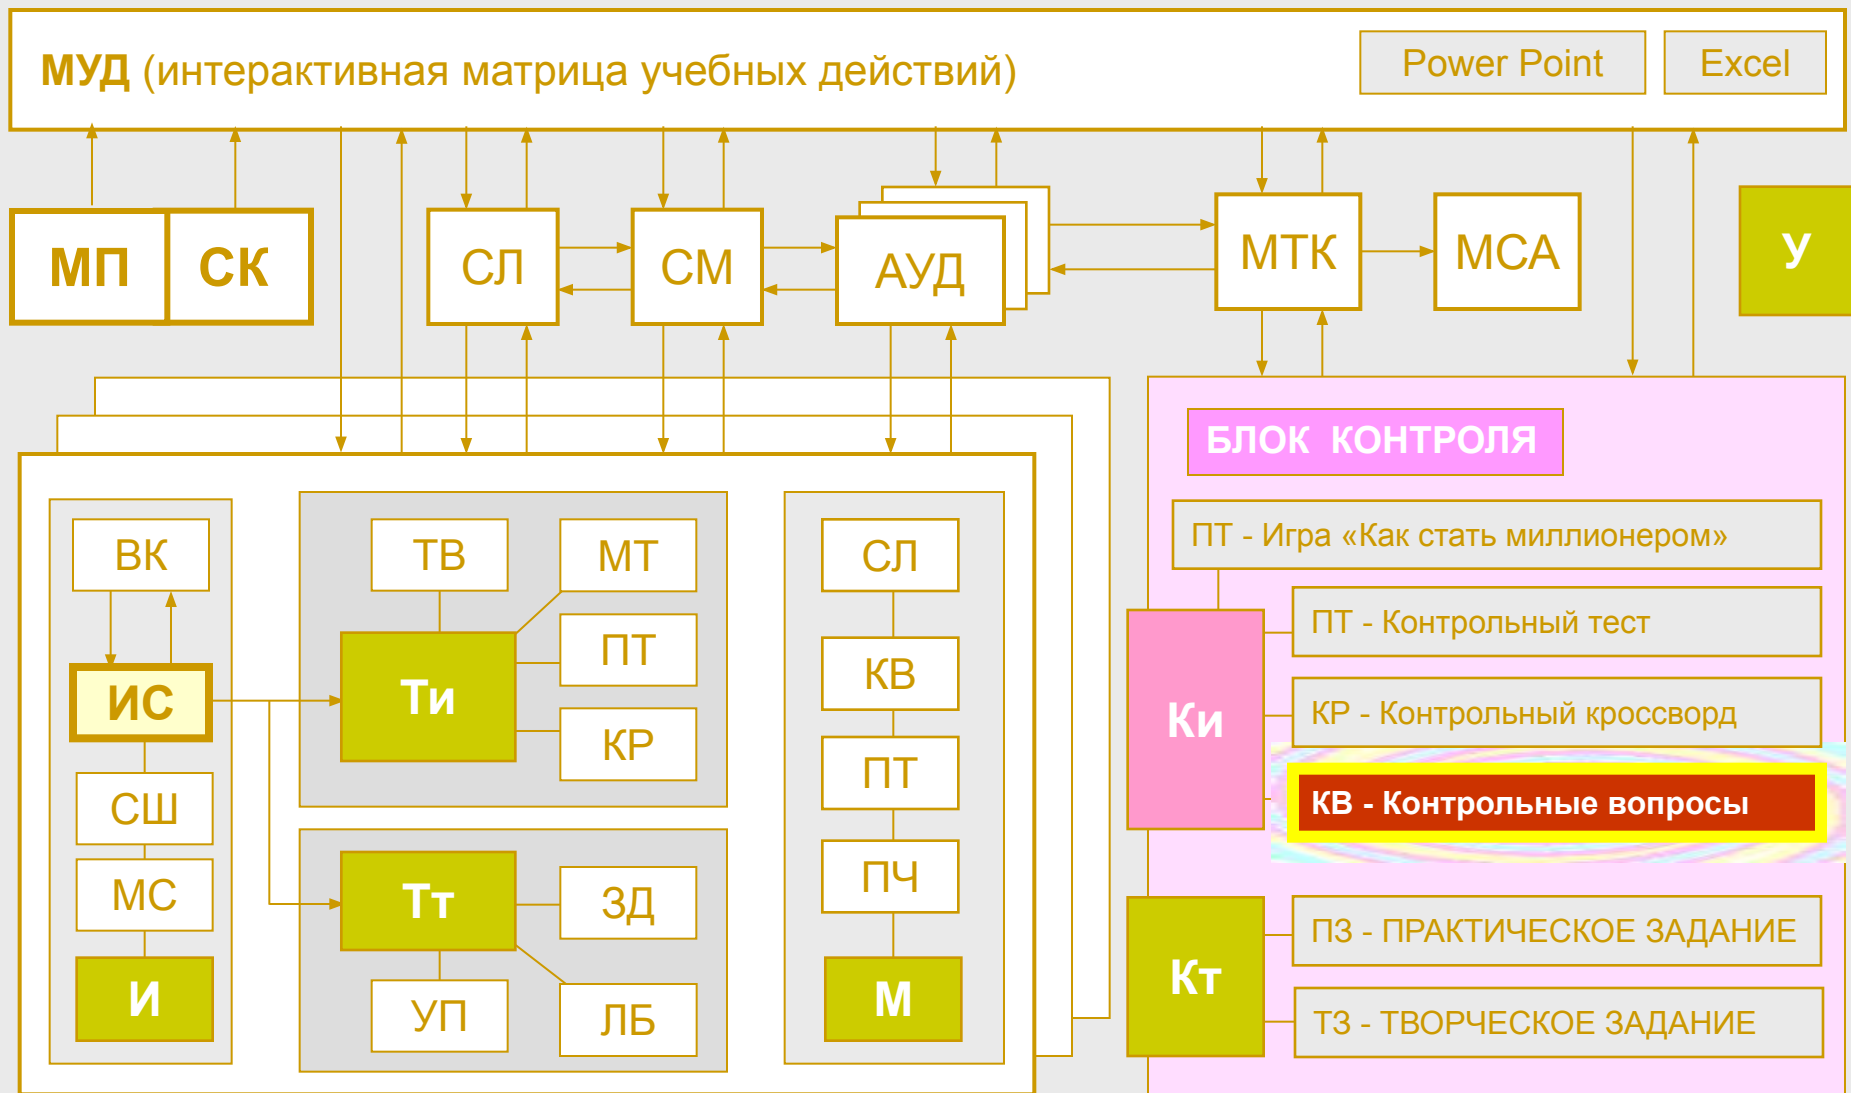 МУД (интерактивная матрица учебных действий)
Power Point
Excel
МП
СК
СЛ
СМ
АУД
МТК
МСА
У
БЛОК КОНТРОЛЯ
ВК
ИС
СШ
МС
И
ТВ
МТ
ПТ
КР
Ти
Тт
ЗД
УП
ЛБ
СЛ
КВ
ПТ
ПЧ
М
ПТ - Игра «Как стать миллионером»
Ки
ПТ - Контрольный тест
КР - Контрольный кроссворд
КВ - Контрольные вопросы
Кт
ПЗ - ПРАКТИЧЕСКОЕ ЗАДАНИЕ
ТЗ - ТВОРЧЕСКОЕ ЗАДАНИЕ